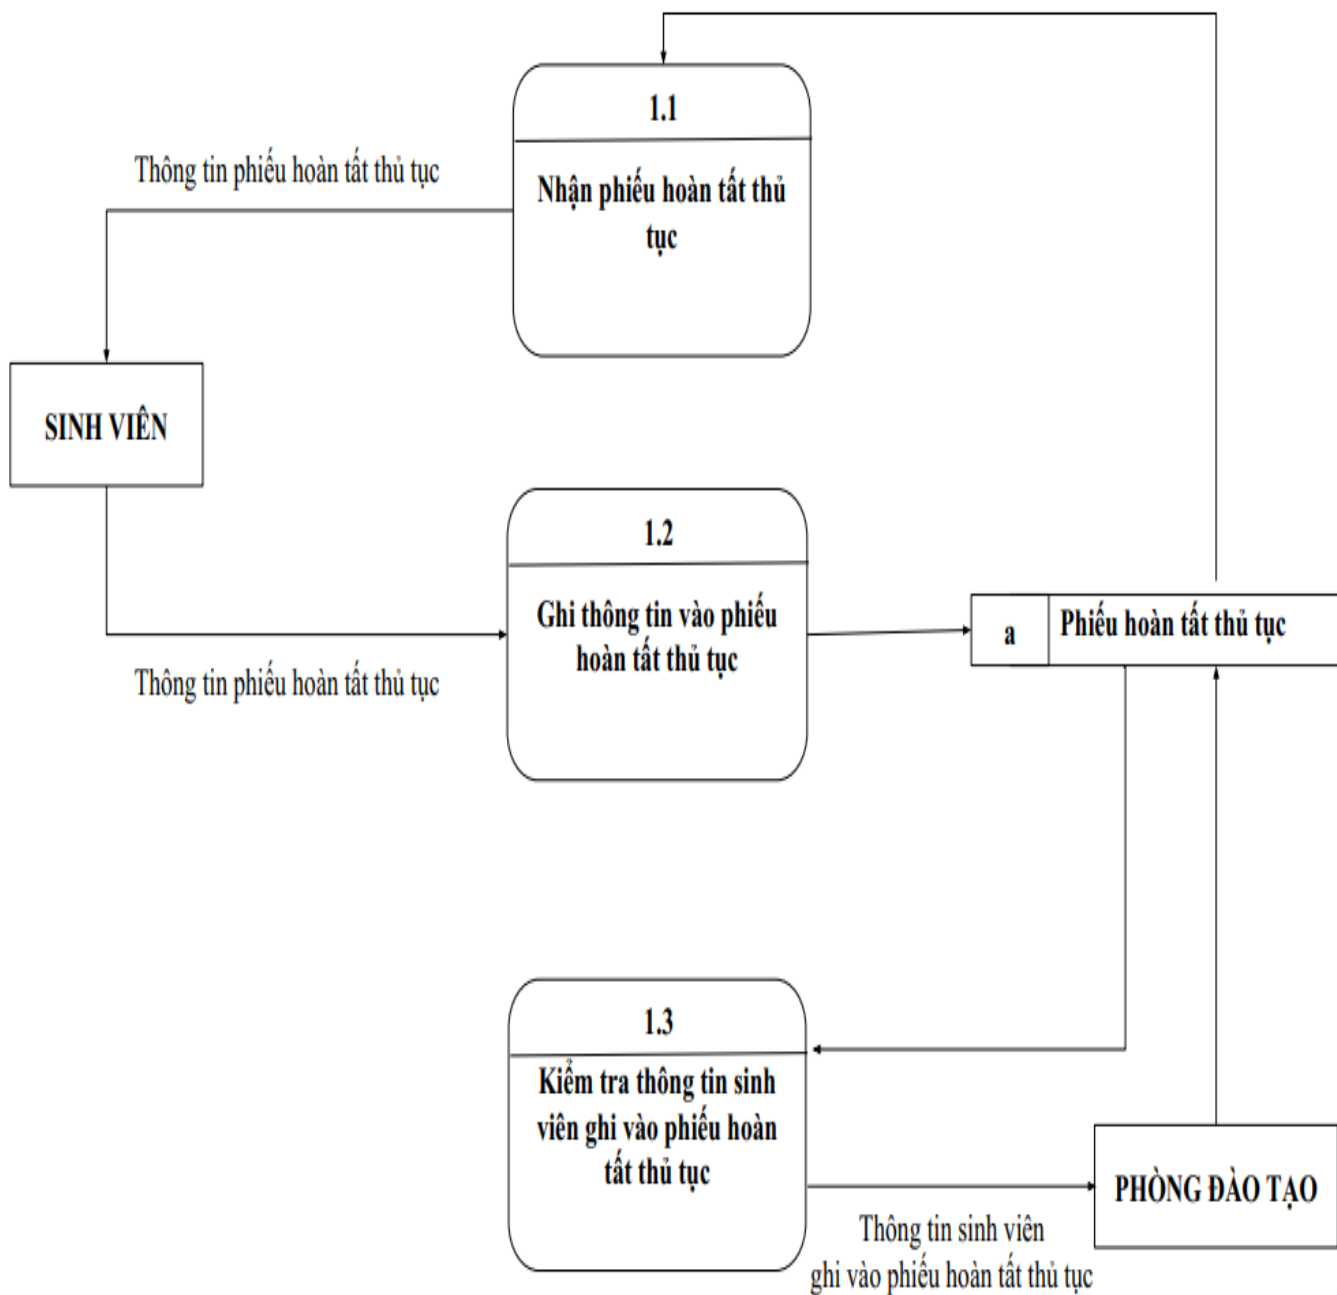 1.1
Nhận phiếu hoàn tất thủ
tục
Thông tin phiếu hoàn tất thủ tục
SINH VIÊN
1.2
Ghi thông tin vào phiếu
hoàn tất thủ tục
Thông tin phiếu hoàn tất thủ tục
a
Phiếu hoàn tất thủ tục
1.3
Kiểm tra thông tin sinh
viên ghi vào phiếu hoàn
tất thủ tục
PHÒNG ĐÀO TẠO
Thông tin sinh viên
ghi vào phiếu hoàn tất thủ tục